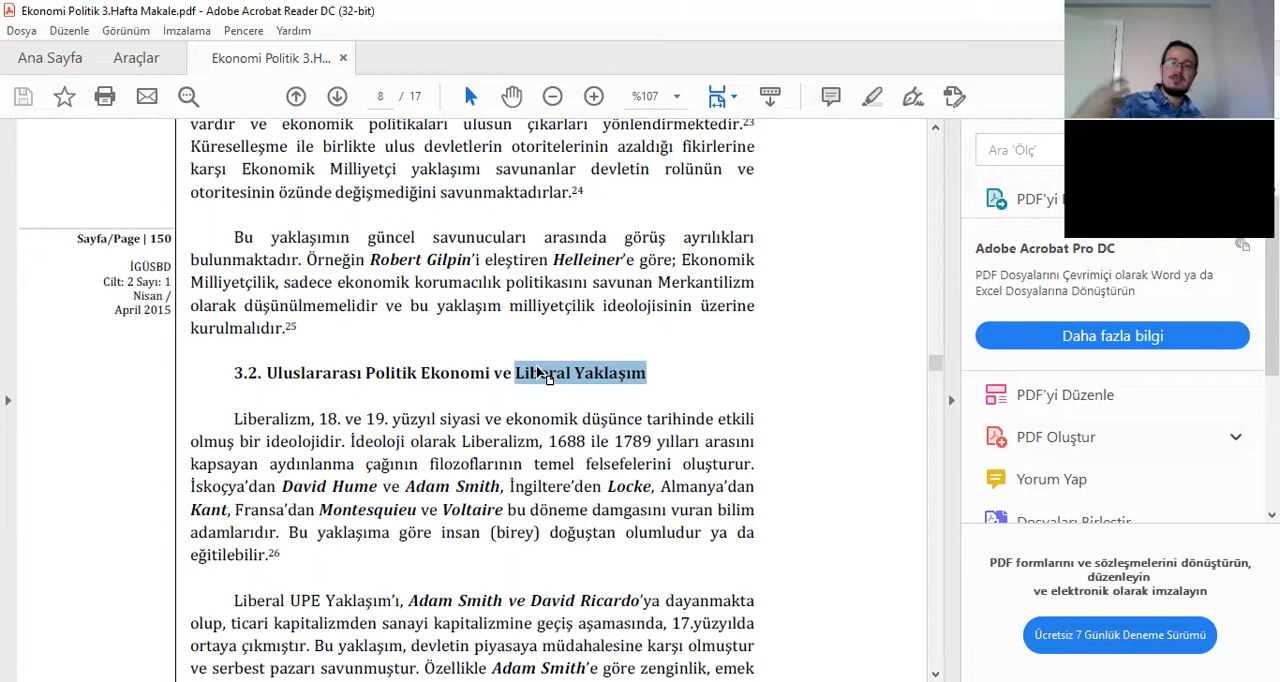 Ekonomi Politik 3.Hafta Makale.pdf - Adobe Acrobat Reader DC (32-bit)
Dosya Düzenle Görünüm İmzalama Pencere Yardım
Ana Sayfa Araçlar Ekonomi Politik 3.H... ×
8 / 17 %107
vardır ve ekonomik politikaları ulusun çıkarları yönlendirmektedir.23
Küreselleşme ile birlikte ulus devletlerin otoritelerinin azaldığı fikirlerine
karşı Ekonomik Milliyetçi yaklaşımı savunanlar devletin rolünün ve
otoritesinin özünde değişmediğini savunmaktadırlar.24
Sayfa/Page | 150
İGÜSBD
Cilt: 2 Sayı: 1
Nisan /
April 2015
Bu yaklaşımın güncel savunucuları arasında görüş ayrılıkları
bulunmaktadır. Örneğin Robert Gilpin'i eleştiren Helleiner'e göre; Ekonomik
Milliyetçilik, sadece ekonomik korumacılık politikasını savunan Merkantilizm
olarak düşünülmemelidir ve bu yaklaşım milliyetçilik ideolojisinin üzerine
kurulmalıdır.25
3.2. Uluslararası Politik Ekonomi ve Liberal Yaklaşım
Liberalizm, 18. ve 19. yüzyıl siyasi ve ekonomik düşünce tarihinde etkili
olmuş bir ideolojidir. İdeoloji olarak Liberalizm, 1688 ile 1789 yılları arasını
kapsayan aydınlanma çağının filozoflarının temel felsefelerini oluşturur.
İskoçya'dan David Hume ve Adam Smith, İngiltere'den Locke, Almanya'dan
Kant, Fransa'dan Montesquieu ve Voltaire bu döneme damgasını vuran bilim
adamlarıdır. Bu yaklaşıma göre insan (birey) doğuştan olumludur ya da
eğitilebilir.26
Liberal UPE Yaklaşım'ı, Adam Smith ve David Ricardo'ya dayanmakta
olup, ticari kapitalizmden sanayi kapitalizmine geçiş aşamasında, 17.yüzyılda
ortaya çıkmıştır. Bu yaklaşım, devletin piyasaya müdahalesine karşı olmuştur
ve serbest pazarı savunmuştur. Özellikle Adam Smith'e göre zenginlik, emek
Ara 'Ölç'
PDF'yi
Adobe Acrobat Pro DC
PDF Dosyalarını Çevrimiçi olarak Word ya da
Excel Dosyalarına Dönüştürün
Daha fazla bilgi
PDF'yi Düzenle
PDF Oluştur
Yorum Yap
Dosyaları Birleştir
PDF formlarını ve sözleşmelerini dönüştürün,
düzenleyin
ve elektronik olarak imzalayın
Ücretsiz 7 Günlük Deneme Sürümü